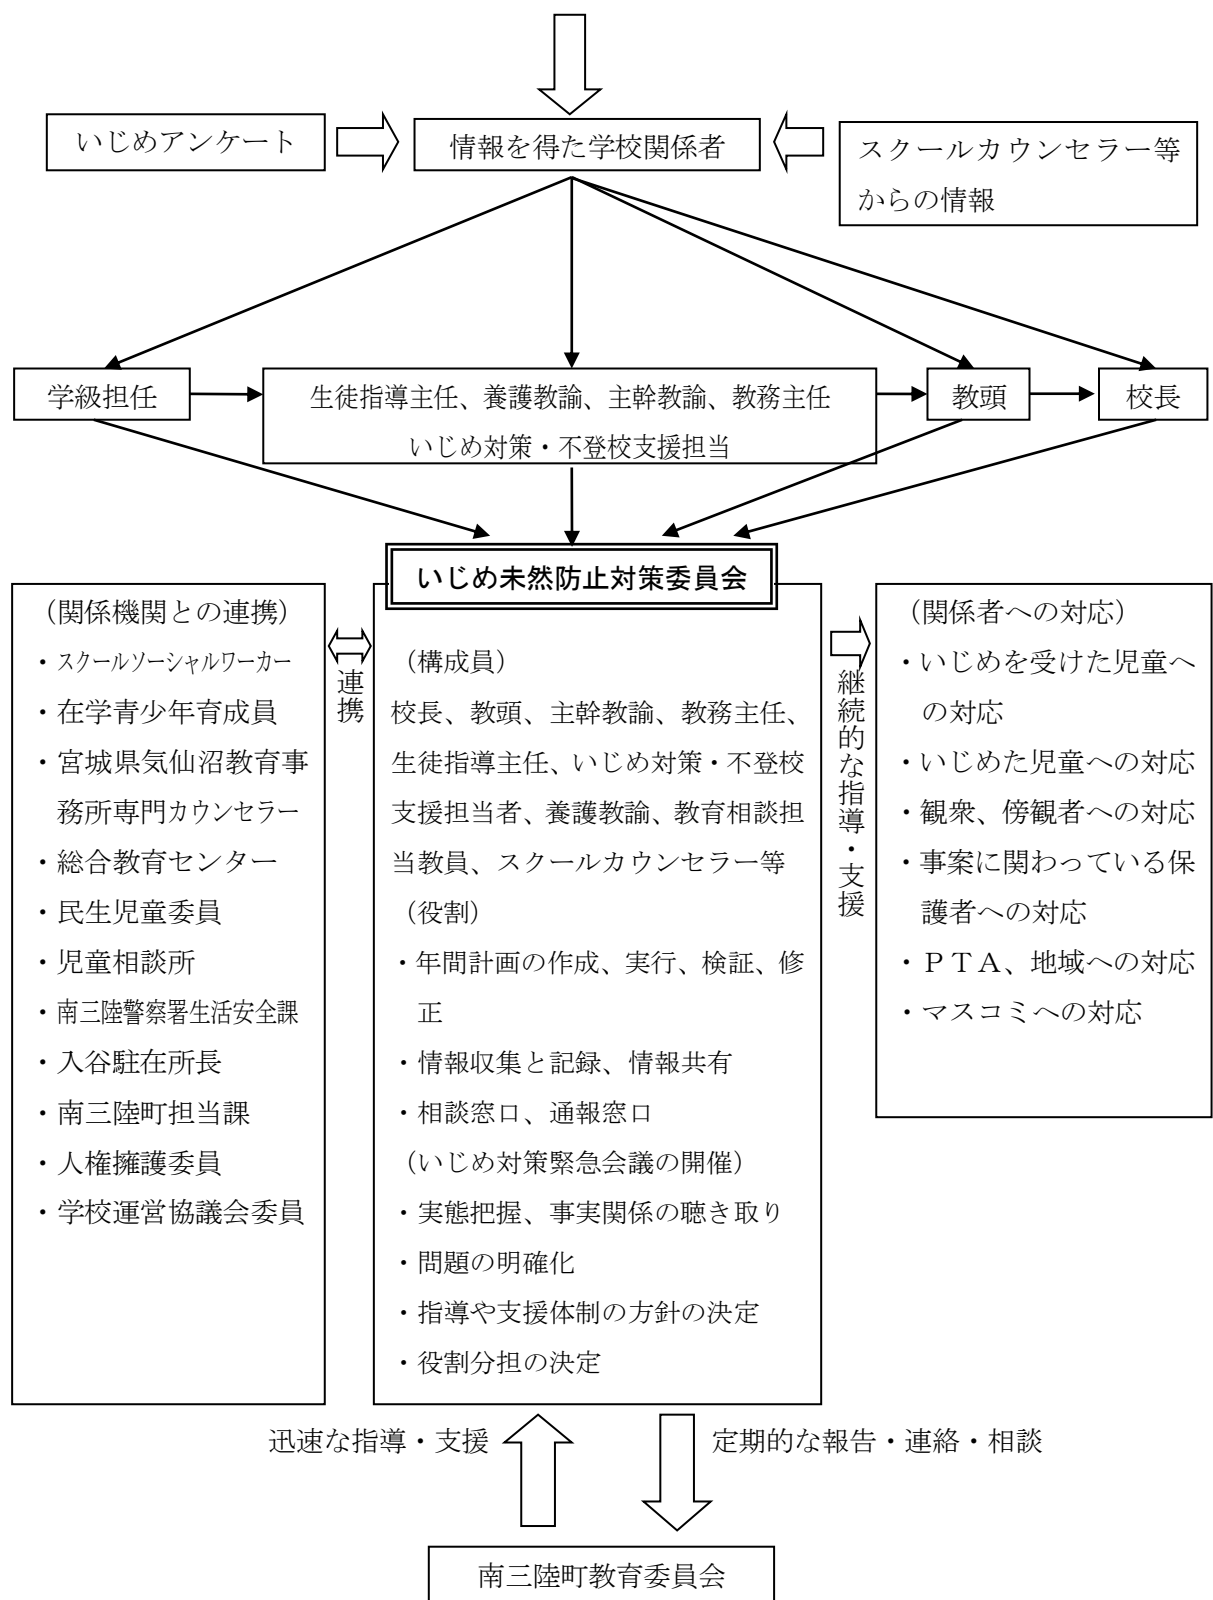 いじめアンケート
情報を得た学校関係者
スクールカウンセラー等
からの情報
学級担任
生徒指導主任、養護教諭、主幹教諭、教務主任
いじめ対策・不登校支援担当
教頭
校長
いじめ未然防止対策委員会
（関係機関との連携）
・スクールソーシャルワーカー
・在学青少年育成員
・宮城県気仙沼教育事
務所専門カウンセラー
・総合教育センター
・民生児童委員
・児童相談所
・南三陸警察署生活安全課
・入谷駐在所長
・南三陸町担当課
・人権擁護委員
・学校運営協議会委員
連携
（構成員）
校長、教頭、主幹教諭、教務主任、
生徒指導主任、いじめ対策・不登校
支援担当者、養護教諭、教育相談担
当教員、スクールカウンセラー等
（役割）
・年間計画の作成、実行、検証、修
正
・情報収集と記録、情報共有
・相談窓口、通報窓口
（いじめ対策緊急会議の開催）
・実態把握、事実関係の聴き取り
・問題の明確化
・指導や支援体制の方針の決定
・役割分担の決定
継続的な指導・支援
（関係者への対応）
・いじめを受けた児童へ
の対応
・いじめた児童への対応
・観衆、傍観者への対応
・事案に関わっている保
護者への対応
・ＰＴＡ、地域への対応
・マスコミへの対応
迅速な指導・支援
定期的な報告・連絡・相談
南三陸町教育委員会